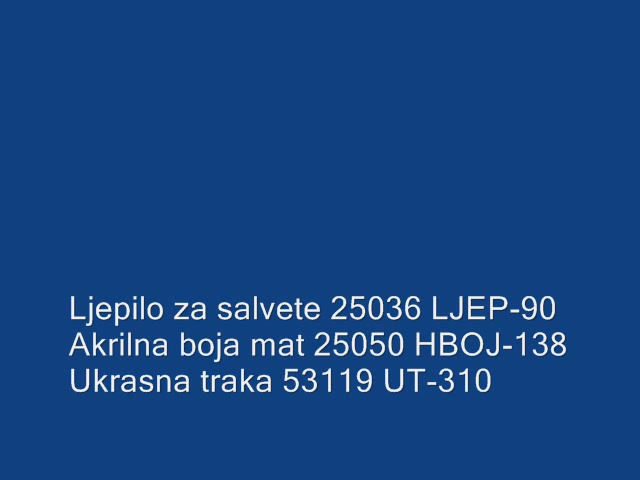 Ljepilo za salvete 25036 LJEP-90
Akrilna boja mat 25050 HBOJ-138
Ukrasna traka 53119 UT-310